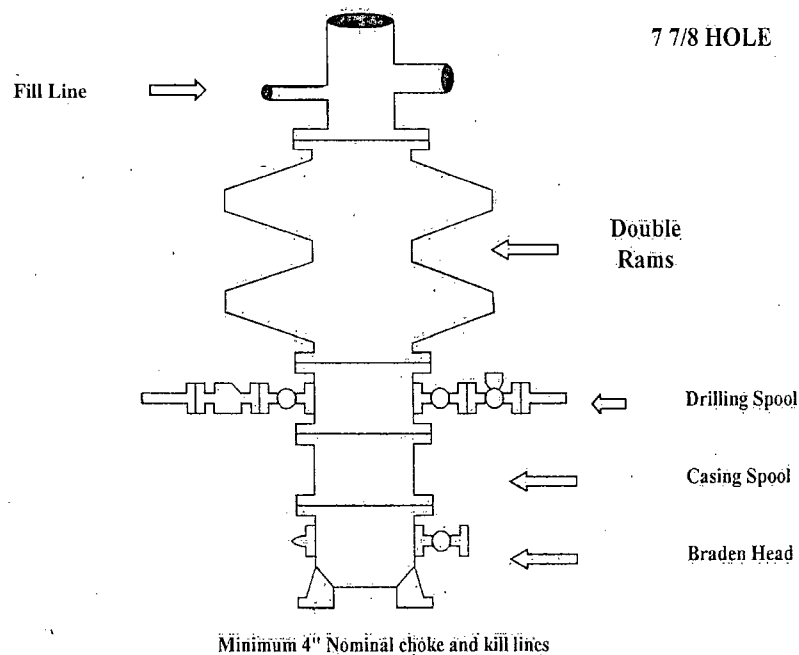 7 7/8 HOLE
Fill Line
Double
Rams
Drilling Spool
Casing Spool
Braden Head
Minimum 4" Nominal choke and kill lines